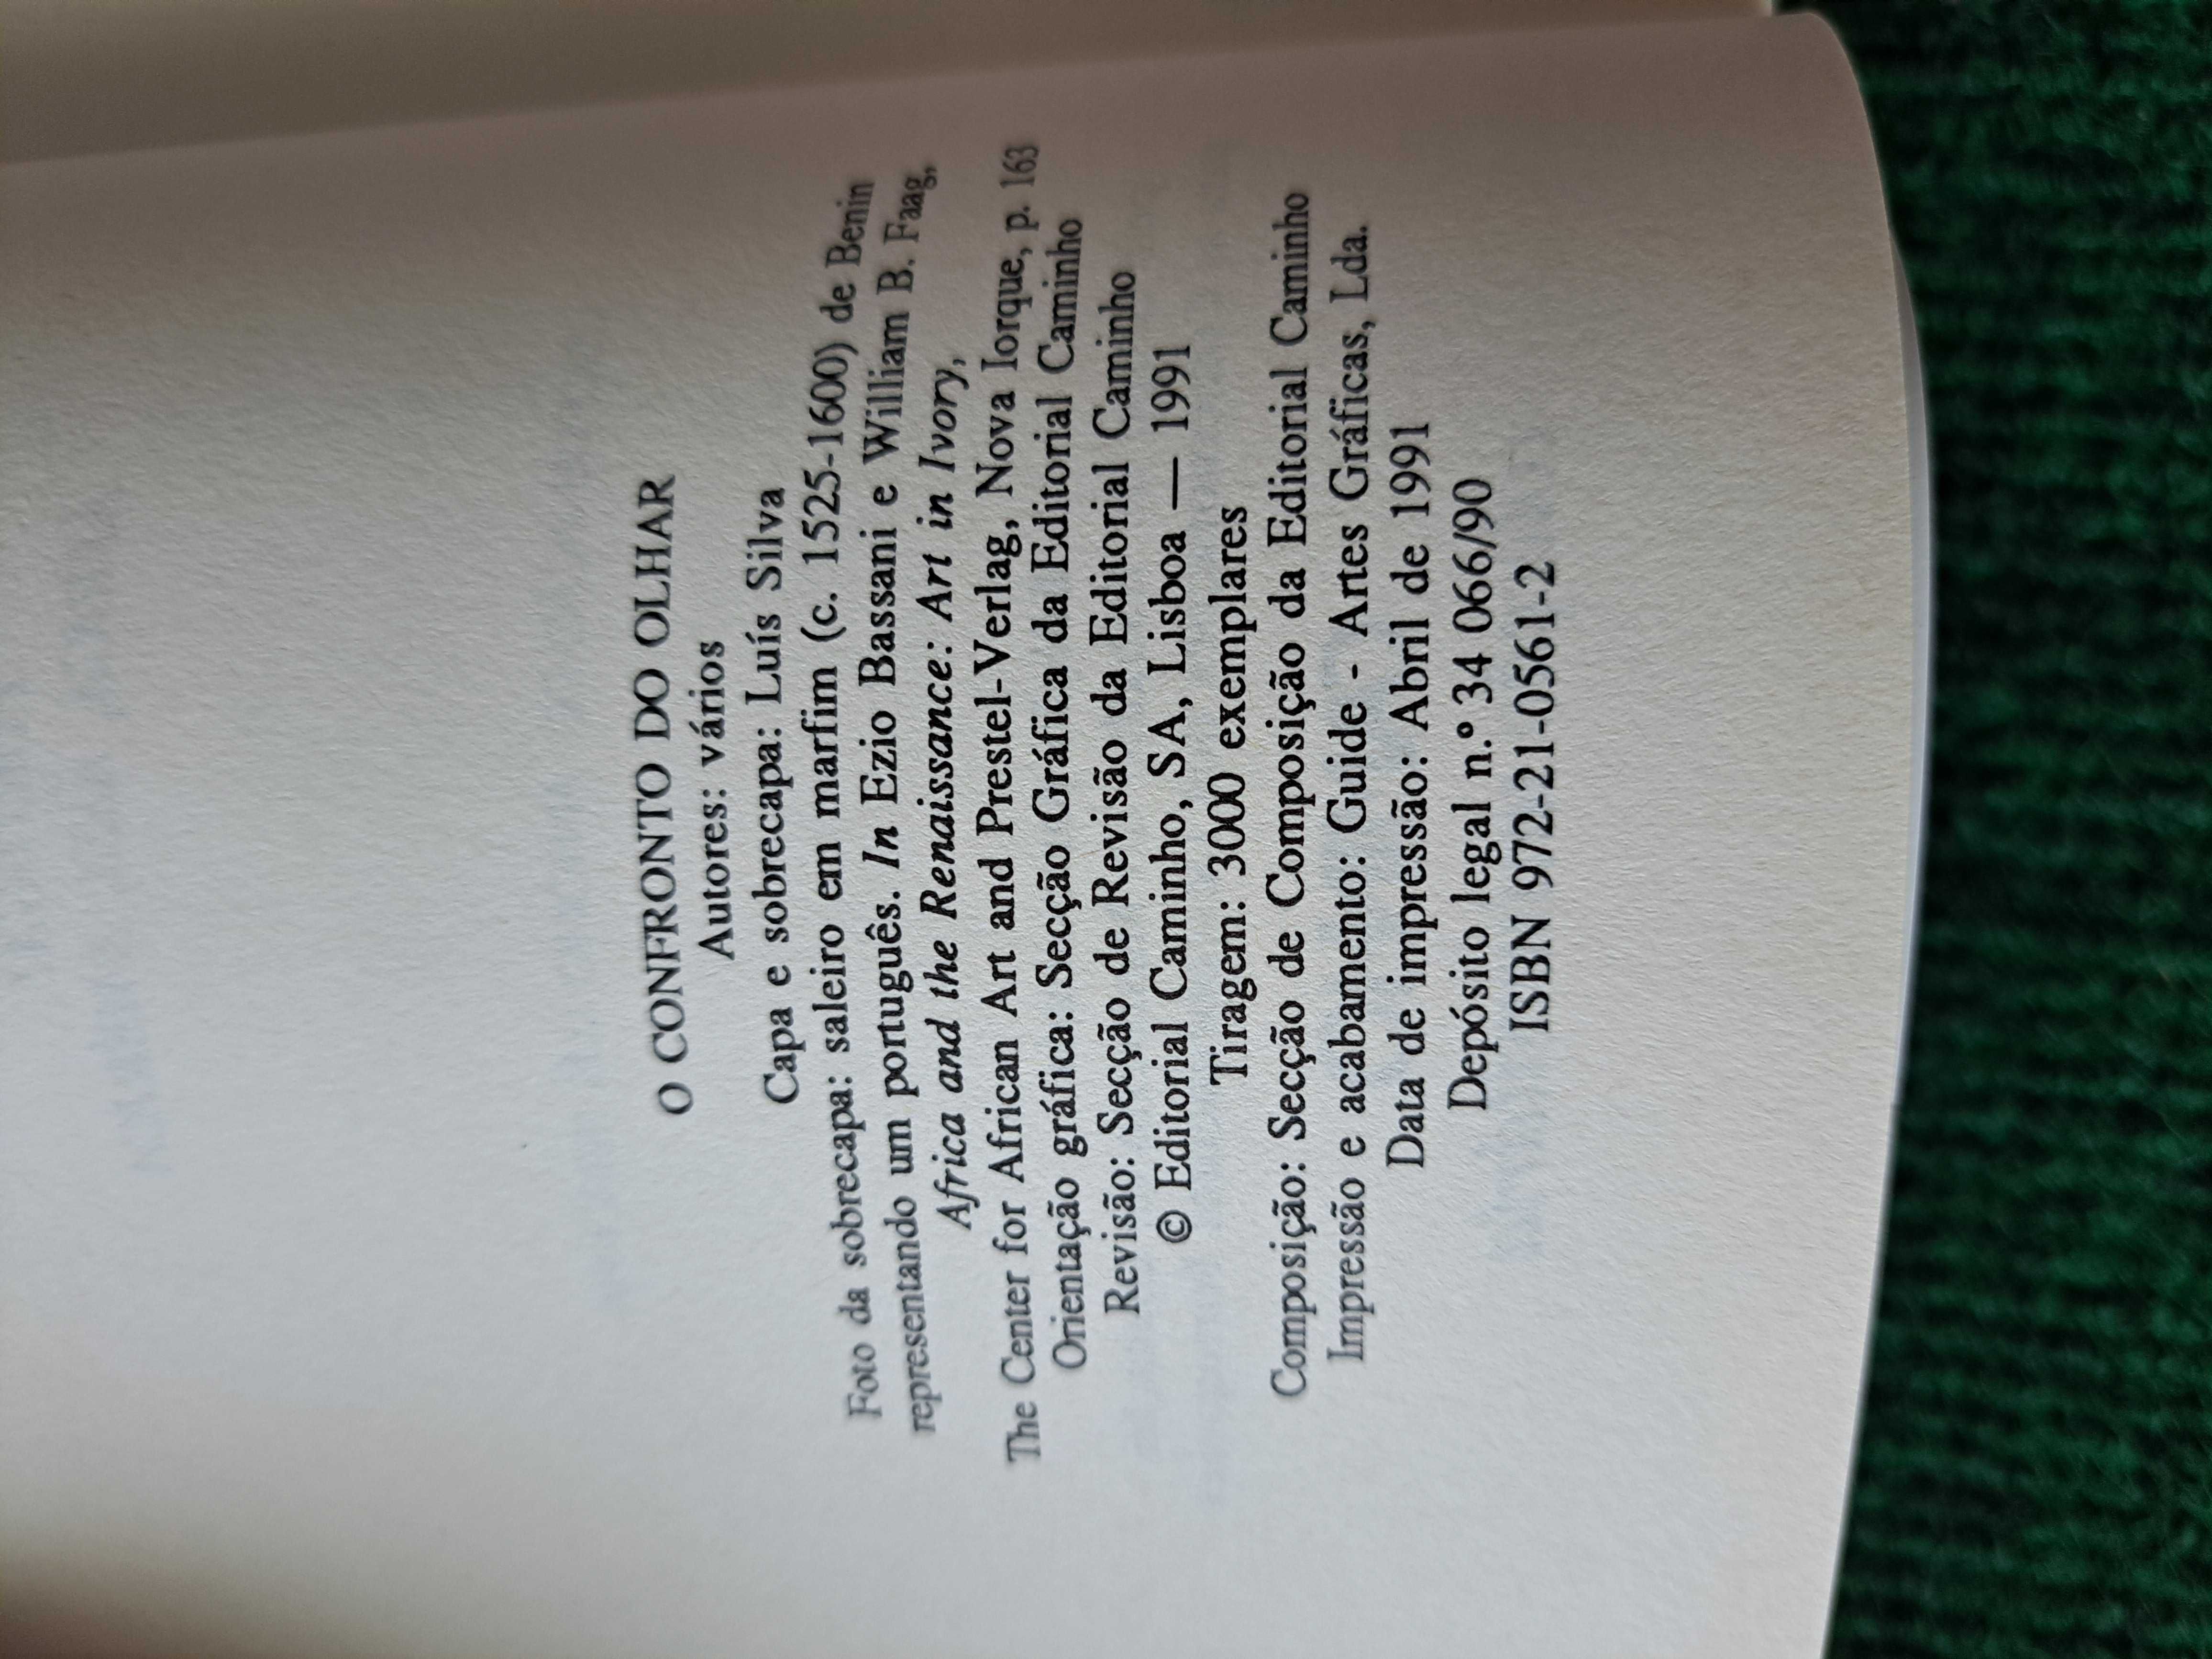 O CONFRONTO DO OLHAR
Autores: vários
Capa e sobrecapa: Luís Silva
Foto da sobrecapa: saleiro em marfim (c. 1525-1600) de Benin
representando um português. In Ezio Bassani e William B. Faag,
Africa and the Renaissance: Art in Ivory,
The Center for African Art and Prestel-Verlag, Nova Iorque, p. 163
Orientação gráfica: Secção Gráfica da Editorial Caminho
Revisão: Secção de Revisão da Editorial Caminho
© Editorial Caminho, SA, Lisboa — 1991
Tiragem: 3000 exemplares
Composição: Secção de Composição da Editorial Caminho
Impressão e acabamento: Guide - Artes Gráficas, Lda.
Data de impressão: Abril de 1991
Depósito legal n.º 34 066/90
ISBN 972-21-0561-2